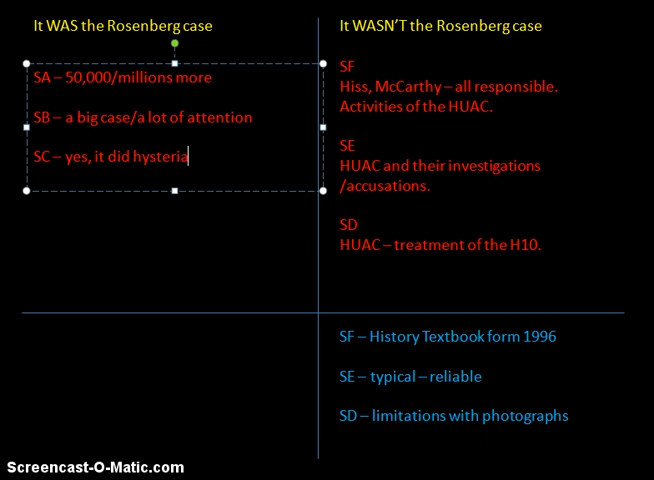 It WAS the Rosenberg case
SA – 50,000/millions more
SB – a big case/a lot of attention
SC – yes, it did hysteria
It WASN'T the Rosenberg case
SF
Hiss, McCarthy – all responsible.
Activities of the HUAC.
SE
HUAC and their investigations
/accusations.
SD
HUAC – treatment of the H10.
SF – History Textbook form 1996
SE – typical – reliable
SD – limitations with photographs
Screencast-O-Matic.com